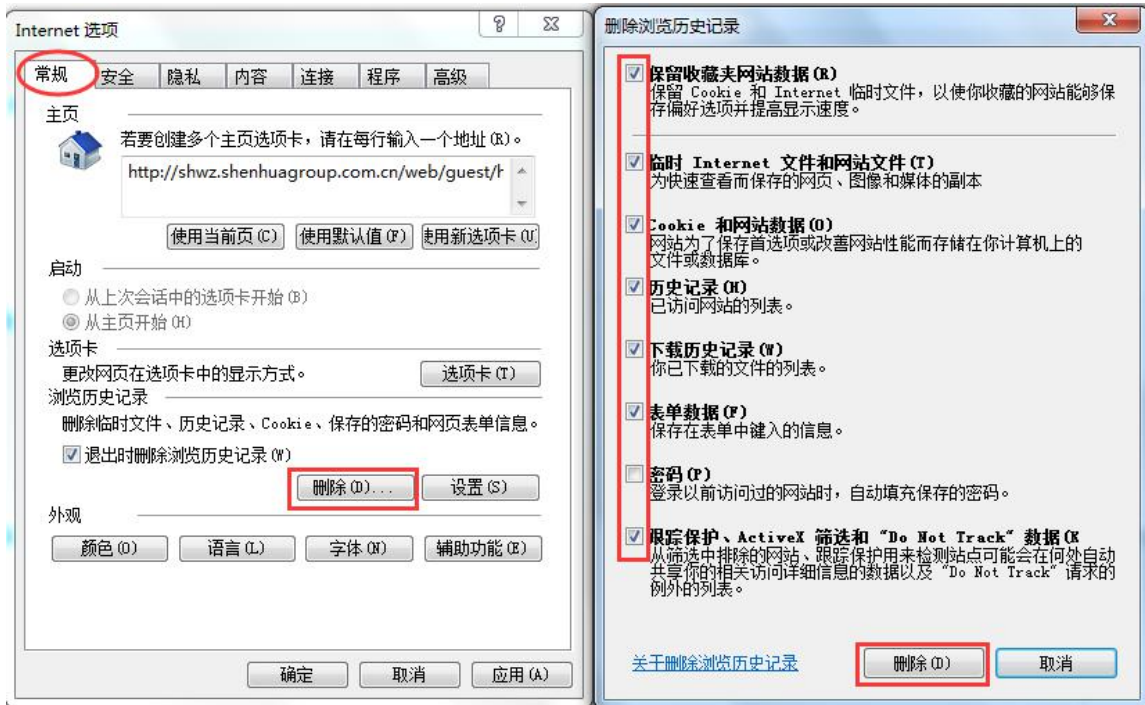 Internet 选项
常规
安全
隐私
内容
连接
程序
高级
主页
若要创建多个主页选项卡，请在每行输入一个地址(R)。
http://shwz.shenhuagroup.com.cn/web/guest/h
使用当前页(C)
使用默认值(F)
使用新选项卡(U)
启动
从上次会话中的选项卡开始(B)
从主页开始(H)
选项卡
更改网页在选项卡中的显示方式。
选项卡(T)
浏览历史记录
删除临时文件、历史记录、Cookie、保存的密码和网页表单信息。
退出时删除浏览历史记录(W)
删除(D)...
设置(S)
外观
颜色(O)
语言(L)
字体(N)
辅助功能(E)
确定
取消
应用(A)
删除浏览历史记录
保留收藏夹网站数据(R)
保留 Cookie 和 Internet 临时文件，以使你收藏的网站能够保
存偏好选项并提高显示速度。
临时 Internet 文件和网站文件(T)
为快速查看而保存的网页、图像和媒体的副本
Cookie 和网站数据(O)
网站为了保存首选项或改善网站性能而存储在你计算机上的
文件或数据库。
历史记录(H)
已访问网站的列表。
下载历史记录(W)
你已下载的文件的列表。
表单数据(F)
保存在表单中键入的信息。
密码(P)
登录以前访问过的网站时，自动填充保存的密码。
跟踪保护、ActiveX 筛选和 "Do Not Track" 数据(K
从筛选中排除的网站、跟踪保护用来检测站点可能会在何处自动
共享你的相关访问详细信息的数据以及 "Do Not Track" 请求的
例外的列表。
关于删除浏览历史记录
删除(D)
取消